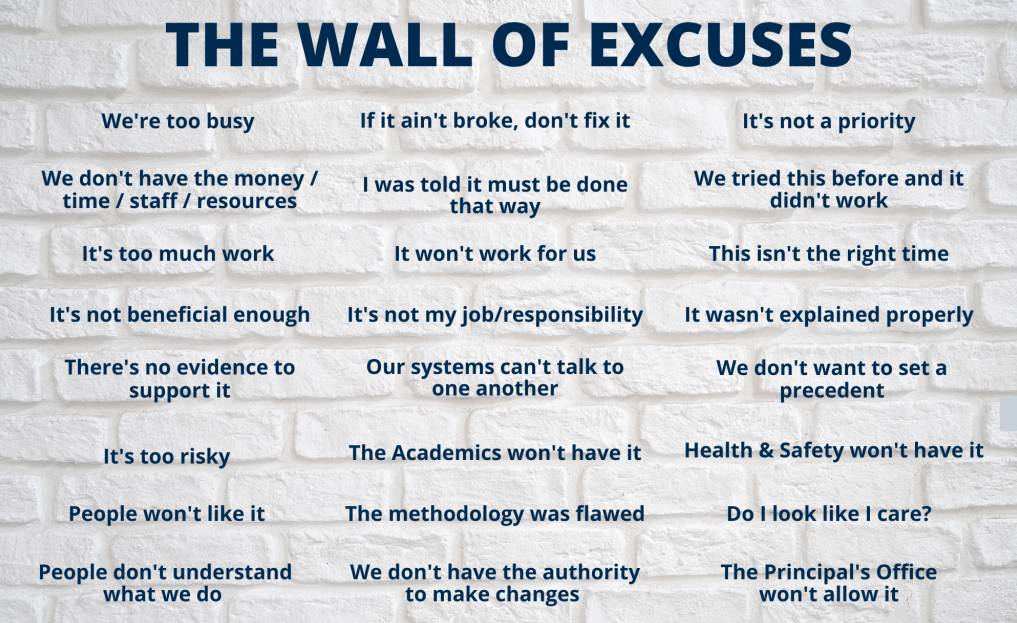 THE WALL OF EXCUSES
We're too busy
If it ain't broke, don't fix it
It's not a priority
We don't have the money /
time / staff / resources
I was told it must be done
that way
We tried this before and it
didn't work
It's too much work
It won't work for us
This isn't the right time
It's not beneficial enough
It's not my job/responsibility
It wasn't explained properly
There's no evidence to
support it
Our systems can't talk to
one another
We don't want to set a
precedent
It's too risky
The Academics won't have it
Health & Safety won't have it
People won't like it
The methodology was flawed
Do I look like I care?
People don't understand
what we do
We don't have the authority
to make changes
The Principal's Office
won't allow it